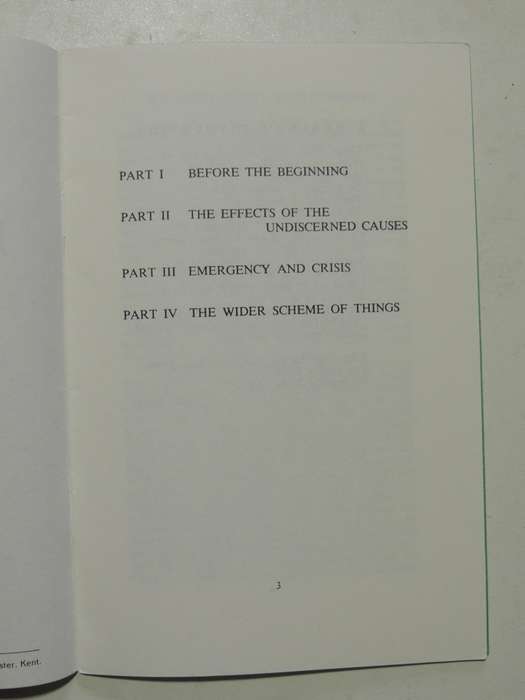 PART I BEFORE THE BEGINNING
PART II THE EFFECTS OF THE
UNDISCERNED CAUSES
PART III EMERGENCY AND CRISIS
PART IV THE WIDER SCHEME OF THINGS
3
Kent.